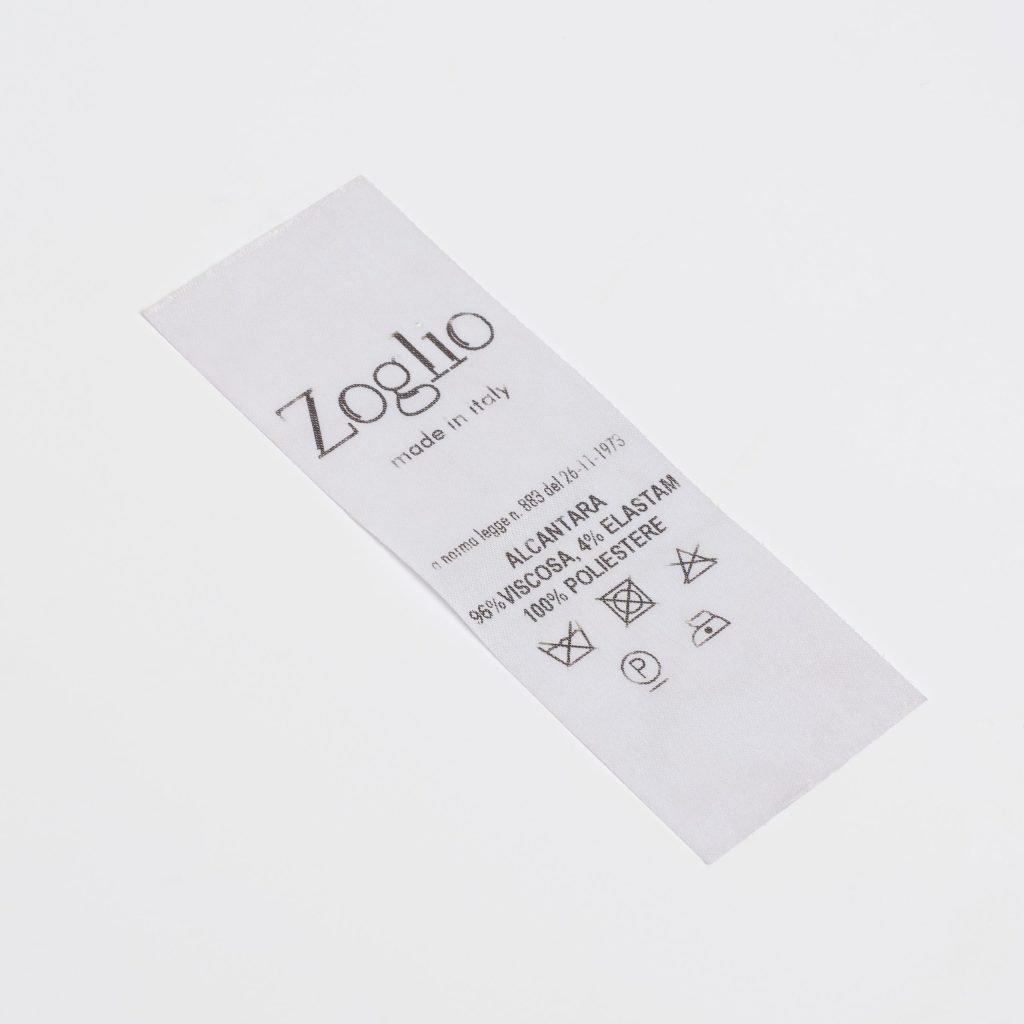 Zoglio
made in italy
a norma legge n. 883 del 26-11-1973
ALCANTARA
96% VISCOSA, 4% ELASTAM
100% POLIESTERE
P